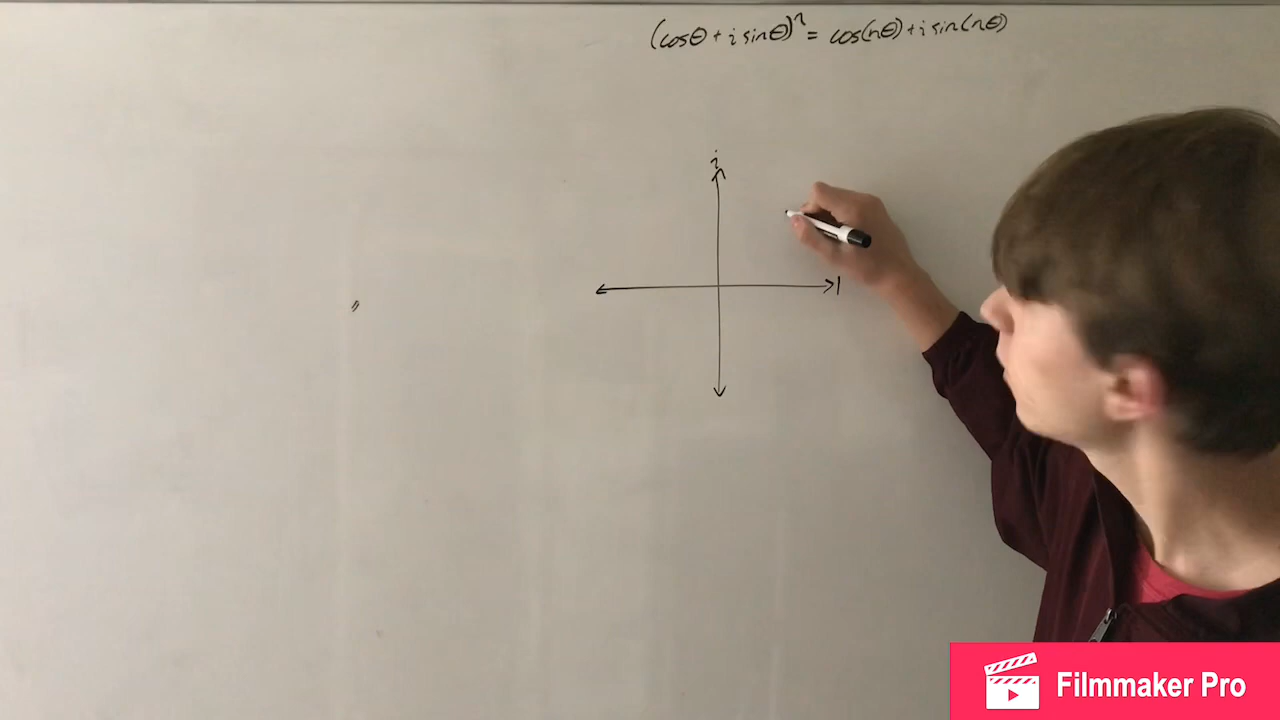 (cosθ + i sinθ)ⁿ = cos(nθ) + i sin(nθ)
i
1
Filmmaker Pro